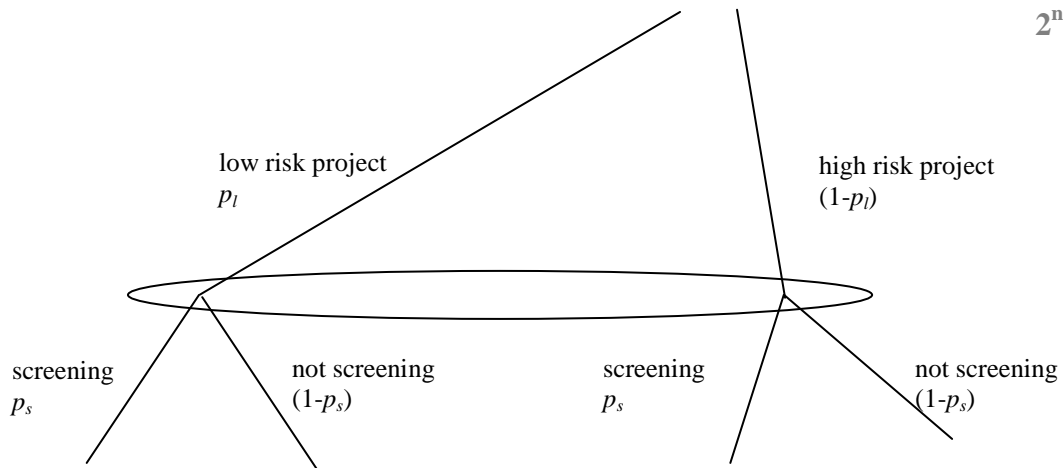 2ⁿ
low risk project
pₗ
high risk project
(1-pₗ)
screening
pₛ
not screening
(1-pₛ)
screening
pₛ
not screening
(1-pₛ)